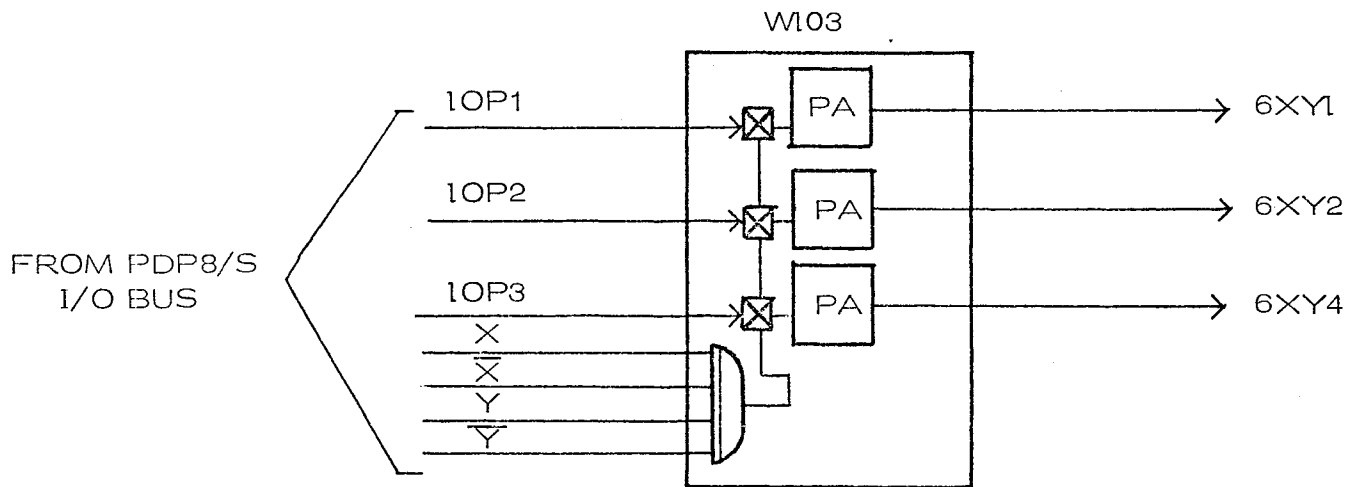 W103
IOP1
PA
6XY1
IOP2
PA
6XY2
FROM PDP8/S
I/O BUS
IOP3
PA
6XY4
X
X̅
Y
Y̅